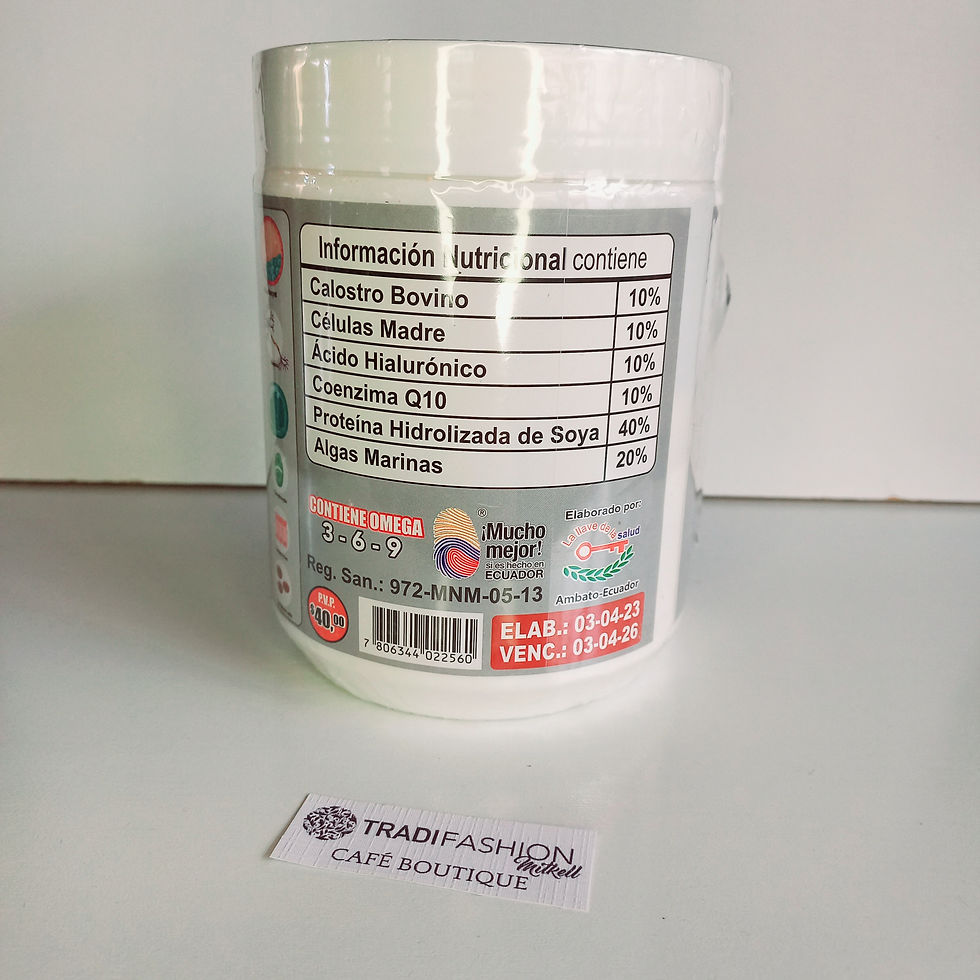 Información Nutricional contiene
Calostro Bovino 10%
Células Madre 10%
Ácido Hialurónico 10%
Coenzima Q10 10%
Proteína Hidrolizada de Soya 40%
Algas Marinas 20%
CONTIENE OMEGA
3 - 6 - 9
®
¡Mucho
mejor!
si es hecho en
ECUADOR
Elaborado por:
La llave de la salud
Ambato-Ecuador
Reg. San.: 972-MNM-05-13
P.V.P.
$40,00
7 806344 022560
ELAB.: 03-04-23
VENC.: 03-04-26
TRADIFASHION
Mitkell
CAFÉ BOUTIQUE